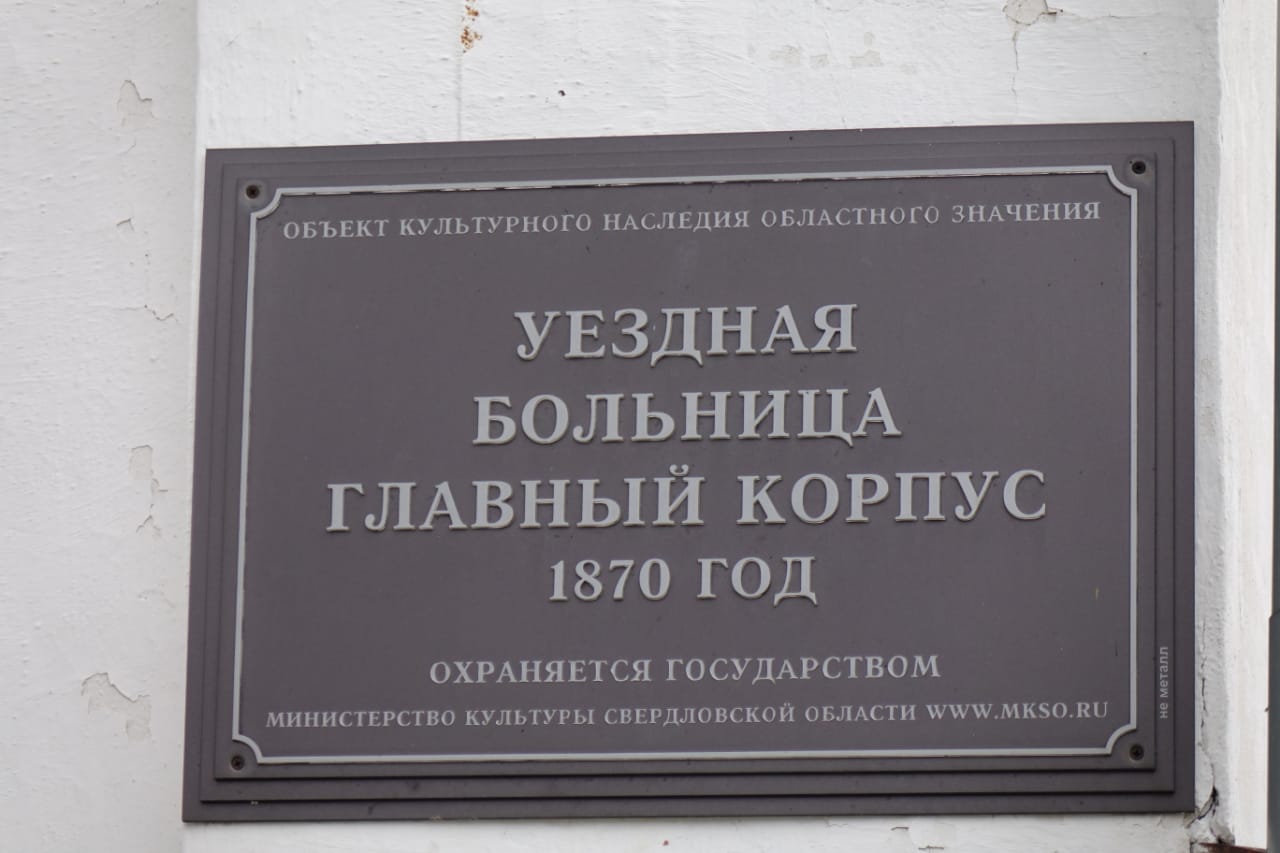 ОБЪЕКТ КУЛЬТУРНОГО НАСЛЕДИЯ ОБЛАСТНОГО ЗНАЧЕНИЯ
УЕЗДНАЯ
БОЛЬНИЦА
ГЛАВНЫЙ КОРПУС
1870 ГОД
ОХРАНЯЕТСЯ ГОСУДАРСТВОМ
МИНИСТЕРСТВО КУЛЬТУРЫ СВЕРДЛОВСКОЙ ОБЛАСТИ WWW.MKSO.RU
не металл